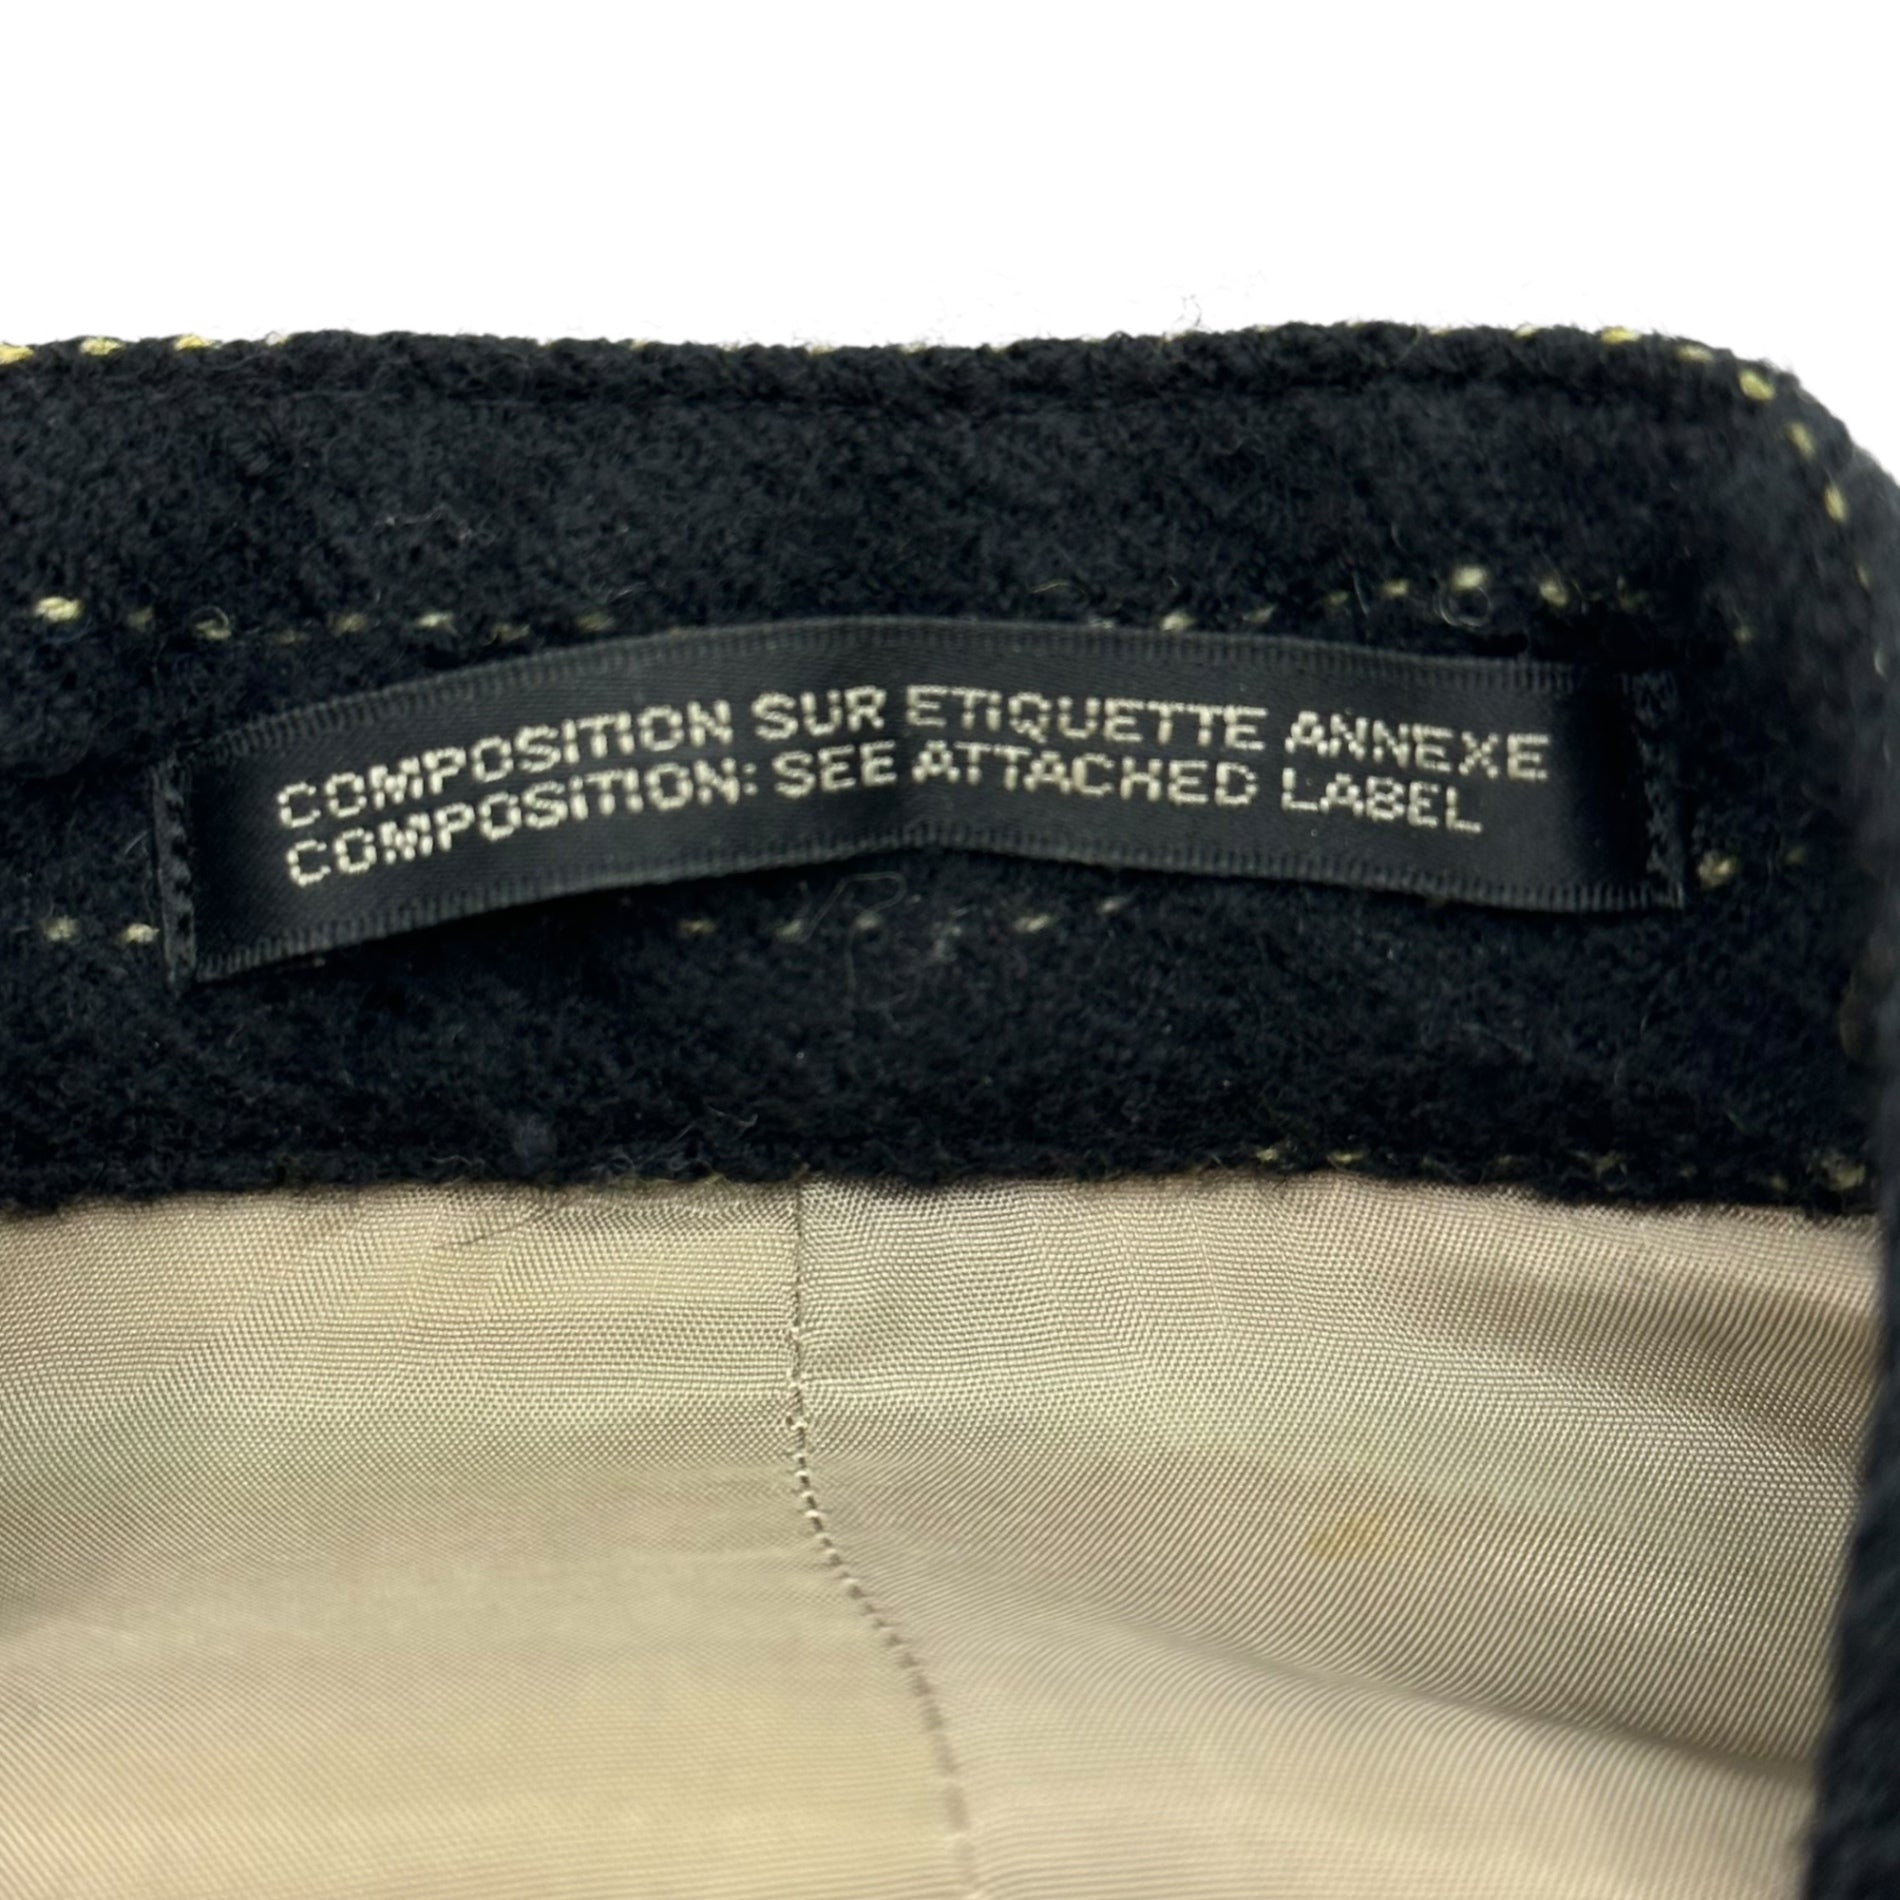 COMPOSITION SUR ETIQUETTE ANNEXE
COMPOSITION: SEE ATTACHED LABEL